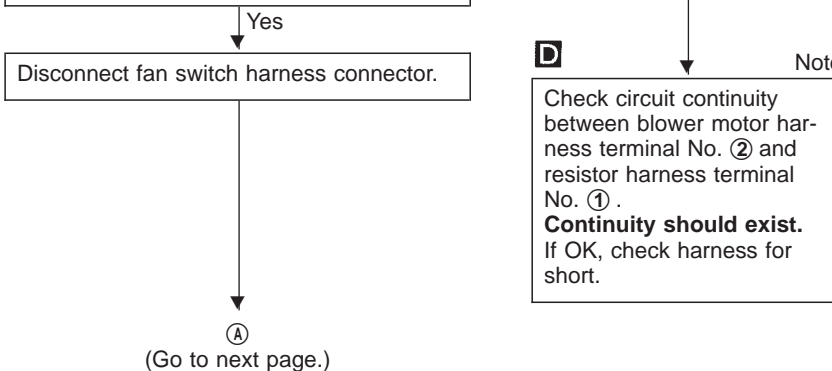 Yes
Disconnect fan switch harness connector.
Ⓐ
(Go to next page.)
D
Note
Check circuit continuity
between blower motor har-
ness terminal No. ② and
resistor harness terminal
No. ① .
Continuity should exist.
If OK, check harness for
short.